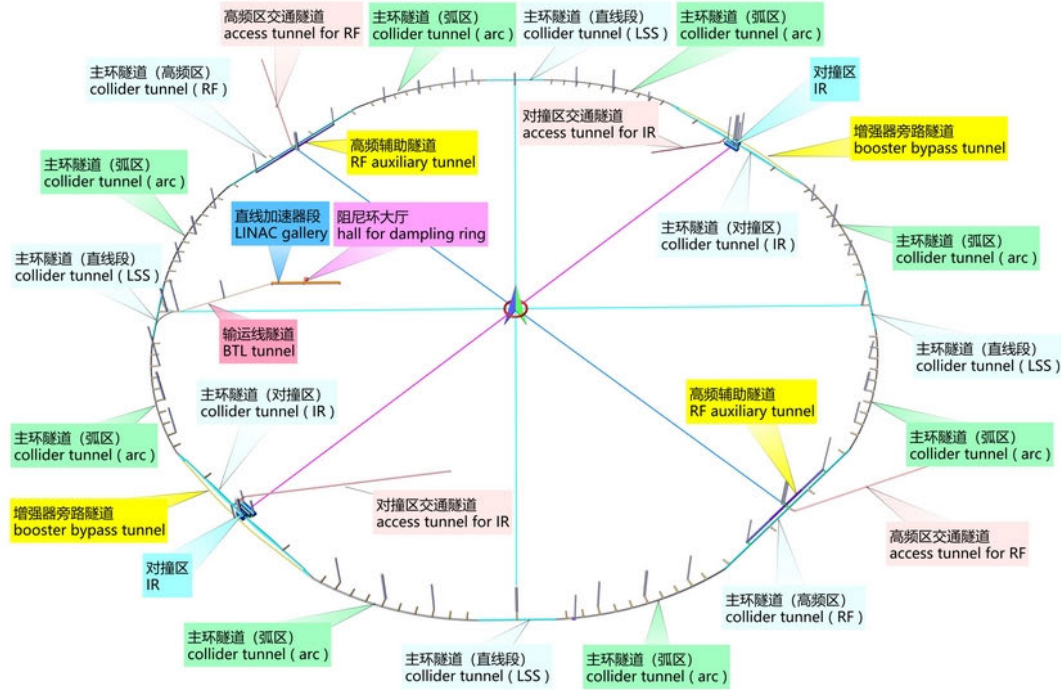 高频区交通隧道
access tunnel for RF
主环隧道（弧区）
collider tunnel ( arc )
主环隧道（直线段）
collider tunnel ( LSS )
主环隧道（弧区）
collider tunnel ( arc )
主环隧道（高频区）
collider tunnel ( RF )
对撞区
IR
对撞区交通隧道
access tunnel for IR
高频辅助隧道
RF auxiliary tunnel
增强器旁路隧道
booster bypass tunnel
主环隧道（弧区）
collider tunnel ( arc )
直线加速器段
LINAC gallery
阻尼环大厅
hall for dampling ring
主环隧道（对撞区）
collider tunnel ( IR )
主环隧道（弧区）
collider tunnel ( arc )
主环隧道（直线段）
collider tunnel ( LSS )
输运线隧道
BTL tunnel
主环隧道（直线段）
collider tunnel ( LSS )
主环隧道（对撞区）
collider tunnel ( IR )
高频辅助隧道
RF auxiliary tunnel
主环隧道（弧区）
collider tunnel ( arc )
主环隧道（弧区）
collider tunnel ( arc )
增强器旁路隧道
booster bypass tunnel
对撞区交通隧道
access tunnel for IR
高频区交通隧道
access tunnel for RF
对撞区
IR
主环隧道（高频区）
collider tunnel ( RF )
主环隧道（弧区）
collider tunnel ( arc )
主环隧道（直线段）
collider tunnel ( LSS )
主环隧道（弧区）
collider tunnel ( arc )